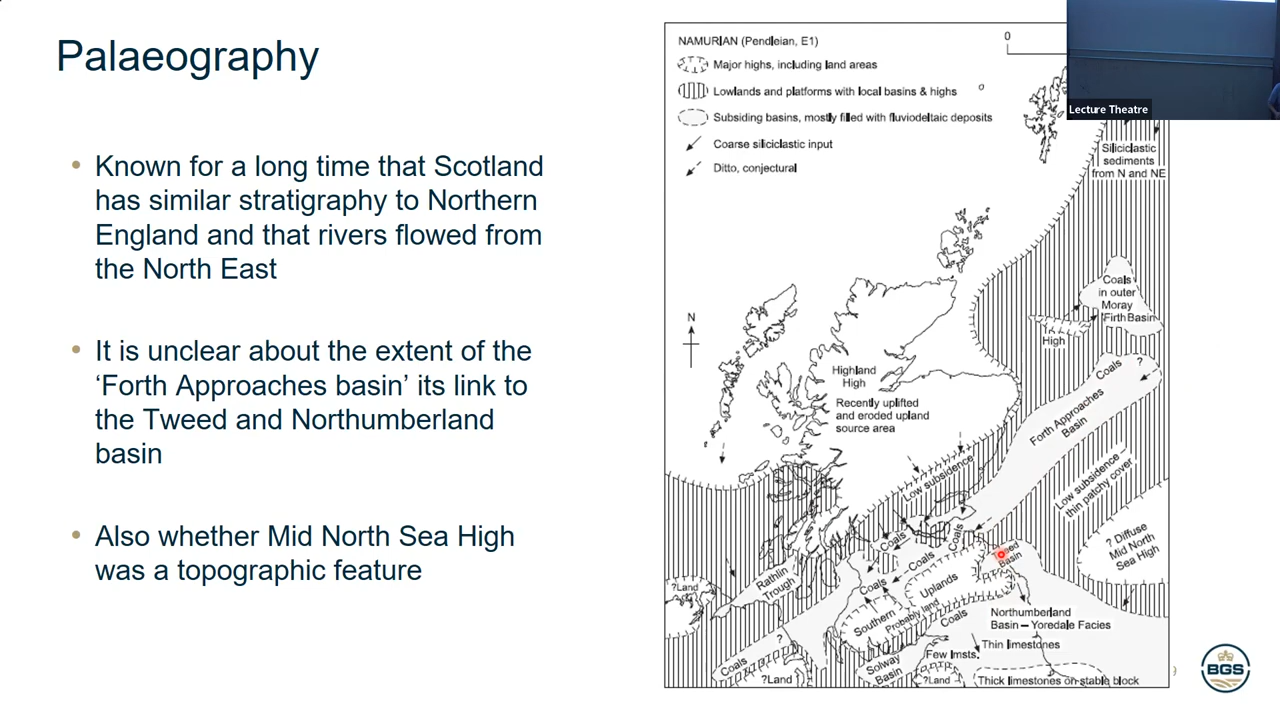 Palaeography
• Known for a long time that Scotland
has similar stratigraphy to Northern
England and that rivers flowed from
the North East
• It is unclear about the extent of the
‘Forth Approaches basin’ its link to
the Tweed and Northumberland
basin
• Also whether Mid North Sea High
was a topographic feature
NAMURIAN (Pendleian, E1)
Major highs, including land areas
Lowlands and platforms with local basins & highs
Subsiding basins, mostly filled with fluviodeltaic deposits
Coarse siliciclastic input
Ditto, conjectural
0
Lecture Theatre
Siliciclastic
sediments
from N and NE
N
Coals
in outer
Moray
Firth Basin
High
Highland
High
Recently uplifted
and eroded upland
source area
Coals
?
Forth Approaches
Basin
Low subsidence
Low subsidence
thin patchy cover
? Diffuse
Mid North
Sea High
Coals
Coals
Coals
Coals
Basin
Rathlin
Trough
?Land
Uplands
Southern
Probably land
Coals
Northumberland
Basin – Yoredale Facies
Thin limestones
?
Coals
?Land
Solway
Basin
Few lmsts.
?Land
Thick limestones on stable block
BGS